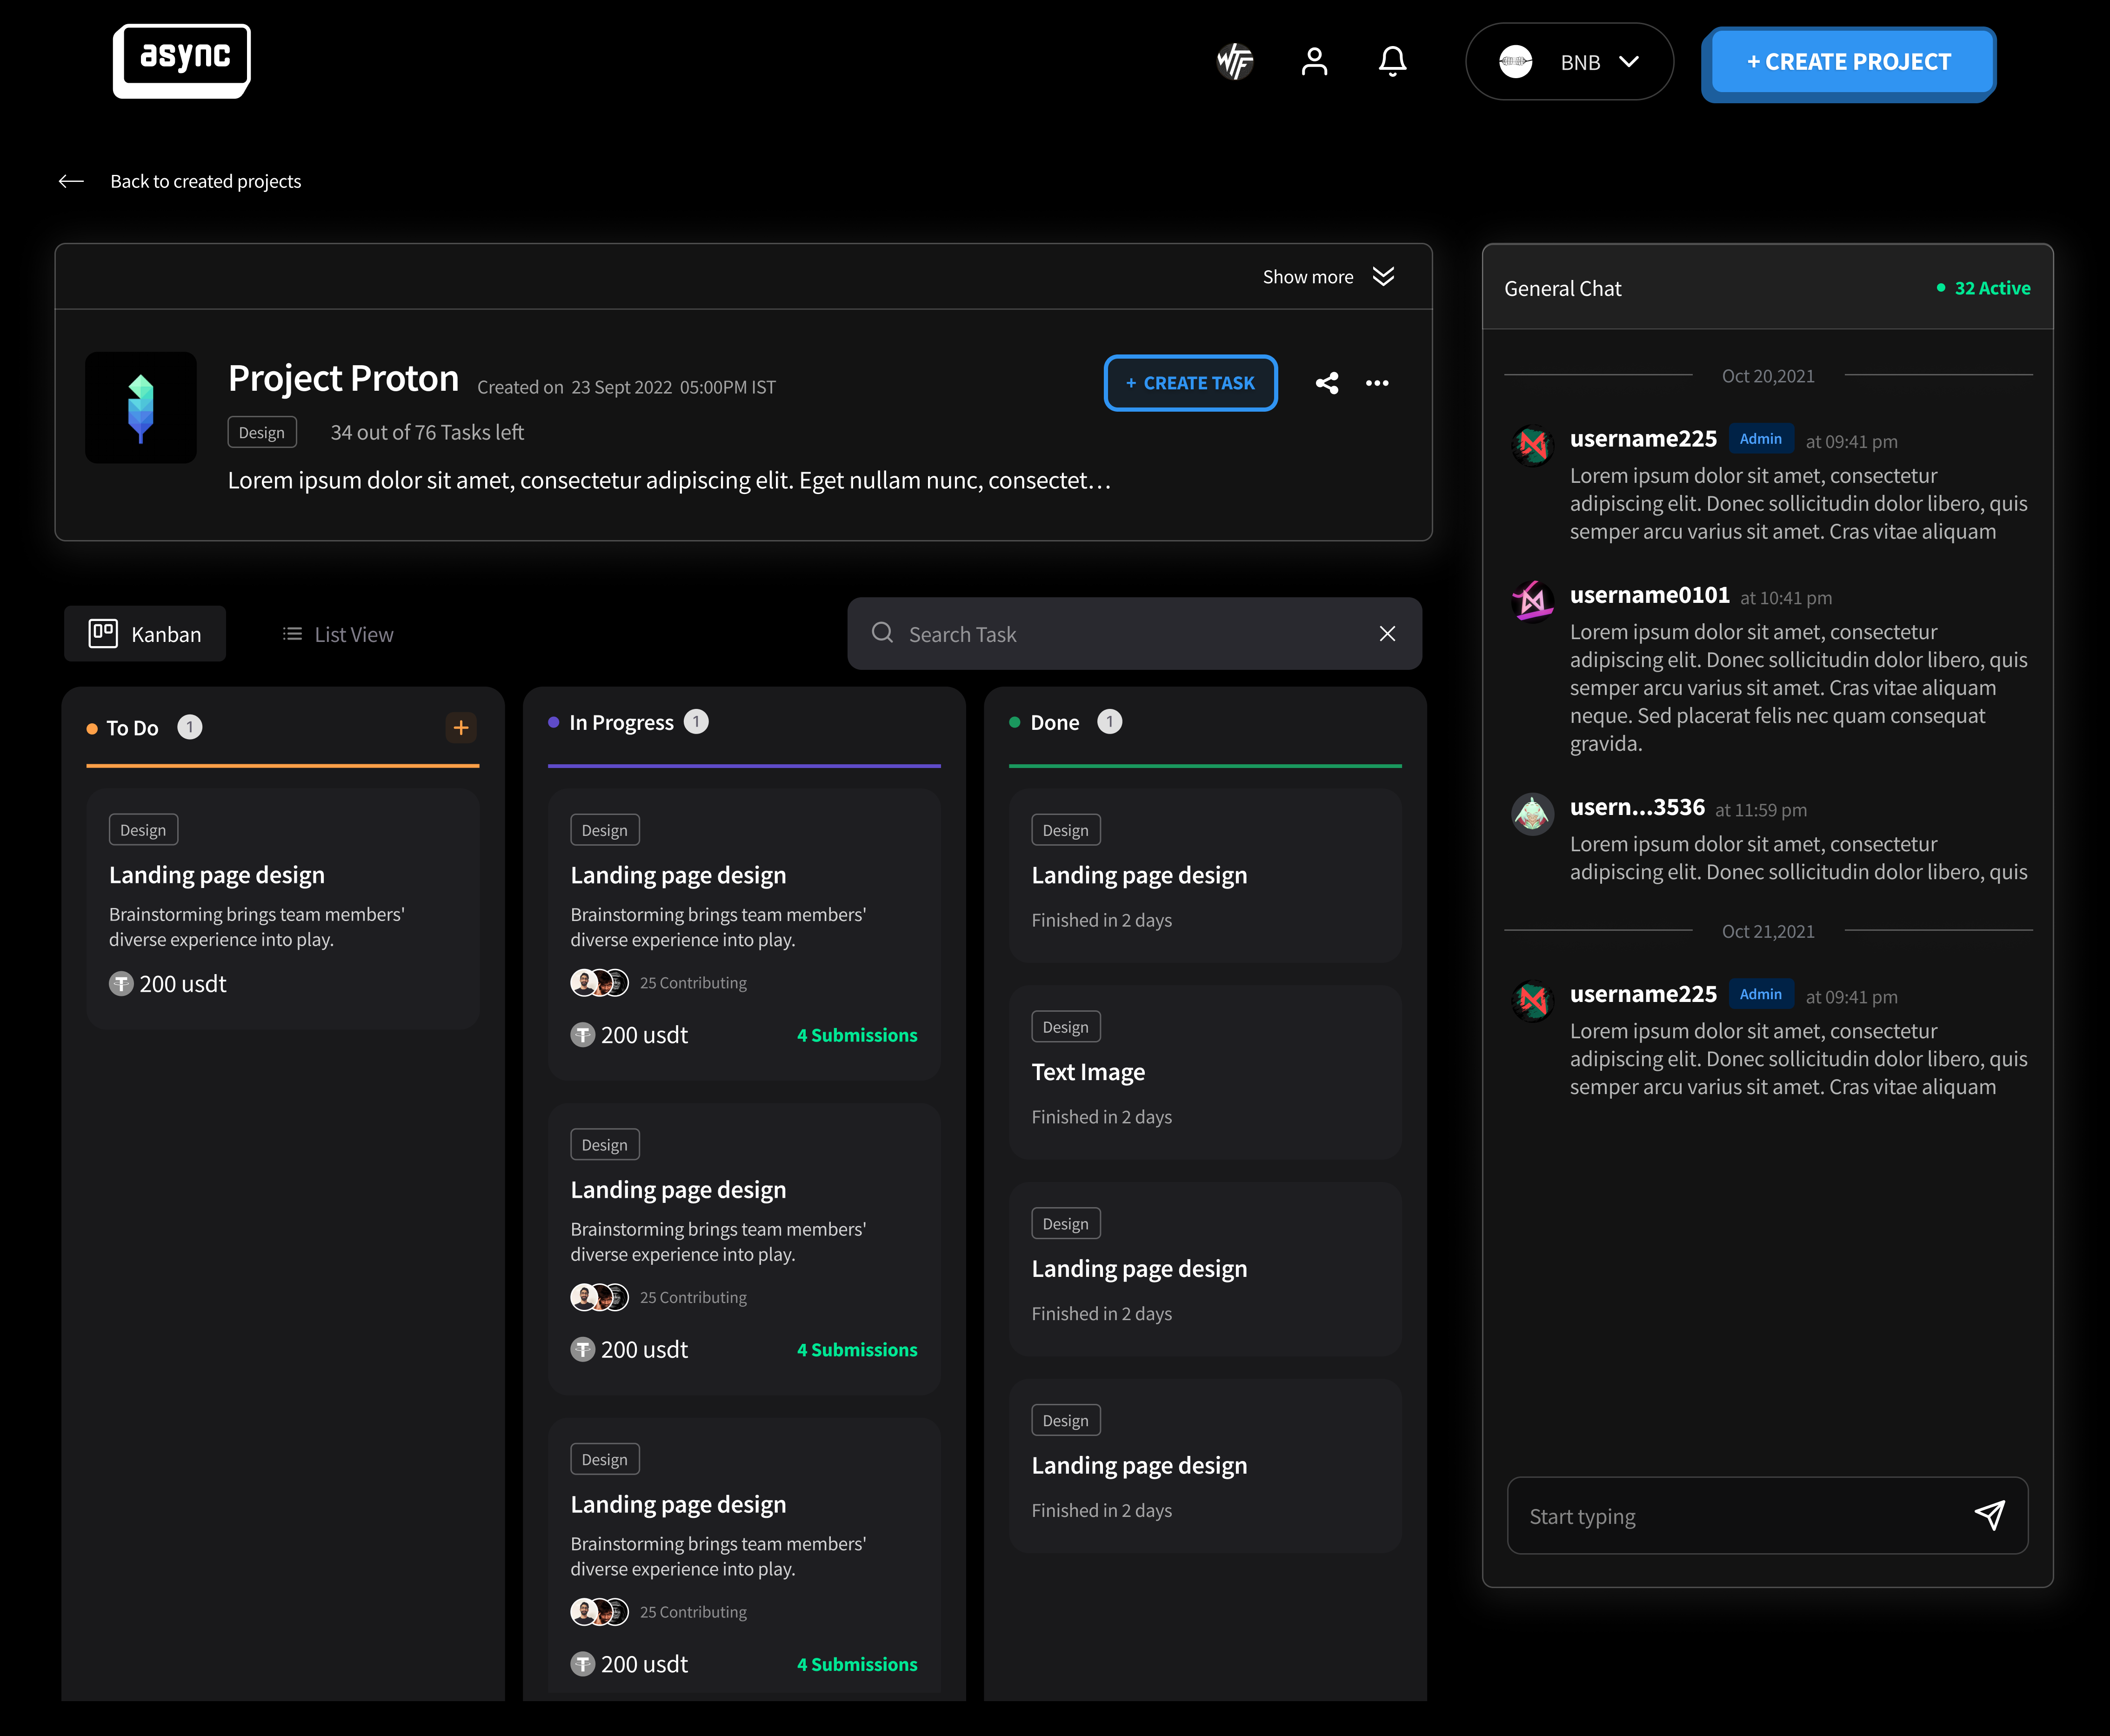 async
WTF
BNB
+ CREATE PROJECT
Back to created projects
Show more
Project Proton Created on 23 Sept 2022 05:00PM IST
+ CREATE TASK
Design 34 out of 76 Tasks left
Lorem ipsum dolor sit amet, consectetur adipiscing elit. Eget nullam nunc, consectet...
Kanban
List View
Search Task
To Do 1 +
Design
Landing page design
Brainstorming brings team members'
diverse experience into play.
200 usdt
In Progress 1
Design
Landing page design
Brainstorming brings team members'
diverse experience into play.
25 Contributing
200 usdt 4 Submissions
Design
Landing page design
Brainstorming brings team members'
diverse experience into play.
25 Contributing
200 usdt 4 Submissions
Design
Landing page design
Brainstorming brings team members'
diverse experience into play.
25 Contributing
200 usdt 4 Submissions
Done 1
Design
Landing page design
Finished in 2 days
Design
Text Image
Finished in 2 days
Design
Landing page design
Finished in 2 days
Design
Landing page design
Finished in 2 days
General Chat 32 Active
Oct 20,2021
username225 Admin at 09:41 pm
Lorem ipsum dolor sit amet, consectetur
adipiscing elit. Donec sollicitudin dolor libero, quis
semper arcu varius sit amet. Cras vitae aliquam
username0101 at 10:41 pm
Lorem ipsum dolor sit amet, consectetur
adipiscing elit. Donec sollicitudin dolor libero, quis
semper arcu varius sit amet. Cras vitae aliquam
neque. Sed placerat felis nec quam consequat
gravida.
usern...3536 at 11:59 pm
Lorem ipsum dolor sit amet, consectetur
adipiscing elit. Donec sollicitudin dolor libero, quis
Oct 21,2021
username225 Admin at 09:41 pm
Lorem ipsum dolor sit amet, consectetur
adipiscing elit. Donec sollicitudin dolor libero, quis
semper arcu varius sit amet. Cras vitae aliquam
Start typing